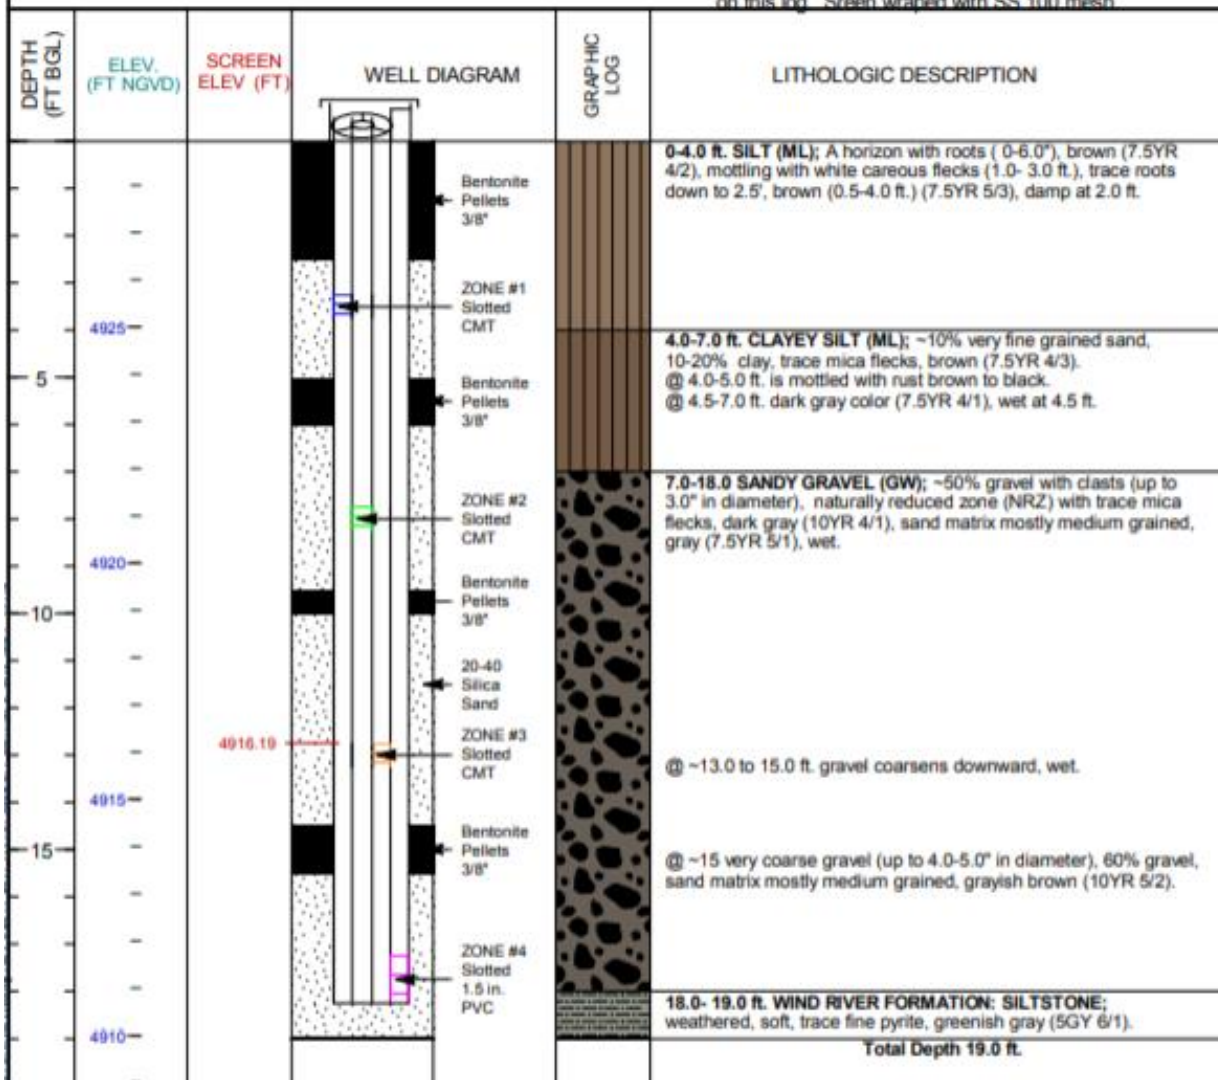 on this log. Screen wraped with SS 100 mesh
DEPTH
(FT BGL)
ELEV.
(FT NGVD)
SCREEN
ELEV (FT)
WELL DIAGRAM
GRAPHIC
LOG
LITHOLOGIC DESCRIPTION
0-4.0 ft. SILT (ML); A horizon with roots ( 0-6.0"), brown (7.5YR
4/2), mottling with white careous flecks (1.0- 3.0 ft.), trace roots
down to 2.5', brown (0.5-4.0 ft.) (7.5YR 5/3), damp at 2.0 ft.
Bentonite
Pellets
3/8"
ZONE #1
Slotted
CMT
4925
4.0-7.0 ft. CLAYEY SILT (ML); ~10% very fine grained sand,
10-20% clay, trace mica flecks, brown (7.5YR 4/3).
@ 4.0-5.0 ft. is mottled with rust brown to black.
@ 4.5-7.0 ft. dark gray color (7.5YR 4/1), wet at 4.5 ft.
5
Bentonite
Pellets
3/8"
7.0-18.0 SANDY GRAVEL (GW); ~50% gravel with clasts (up to
3.0" in diameter), naturally reduced zone (NRZ) with trace mica
flecks, dark gray (10YR 4/1), sand matrix mostly medium grained,
gray (7.5YR 5/1), wet.
ZONE #2
Slotted
CMT
4920
Bentonite
Pellets
3/8"
10
20-40
Silica
Sand
4916.19
ZONE #3
Slotted
CMT
@ ~13.0 to 15.0 ft. gravel coarsens downward, wet.
4915
Bentonite
Pellets
3/8"
15
@ ~15 very coarse gravel (up to 4.0-5.0" in diameter), 60% gravel,
sand matrix mostly medium grained, grayish brown (10YR 5/2).
ZONE #4
Slotted
1.5 in.
PVC
18.0- 19.0 ft. WIND RIVER FORMATION: SILTSTONE;
weathered, soft, trace fine pyrite, greenish gray (5GY 6/1).
4910
Total Depth 19.0 ft.